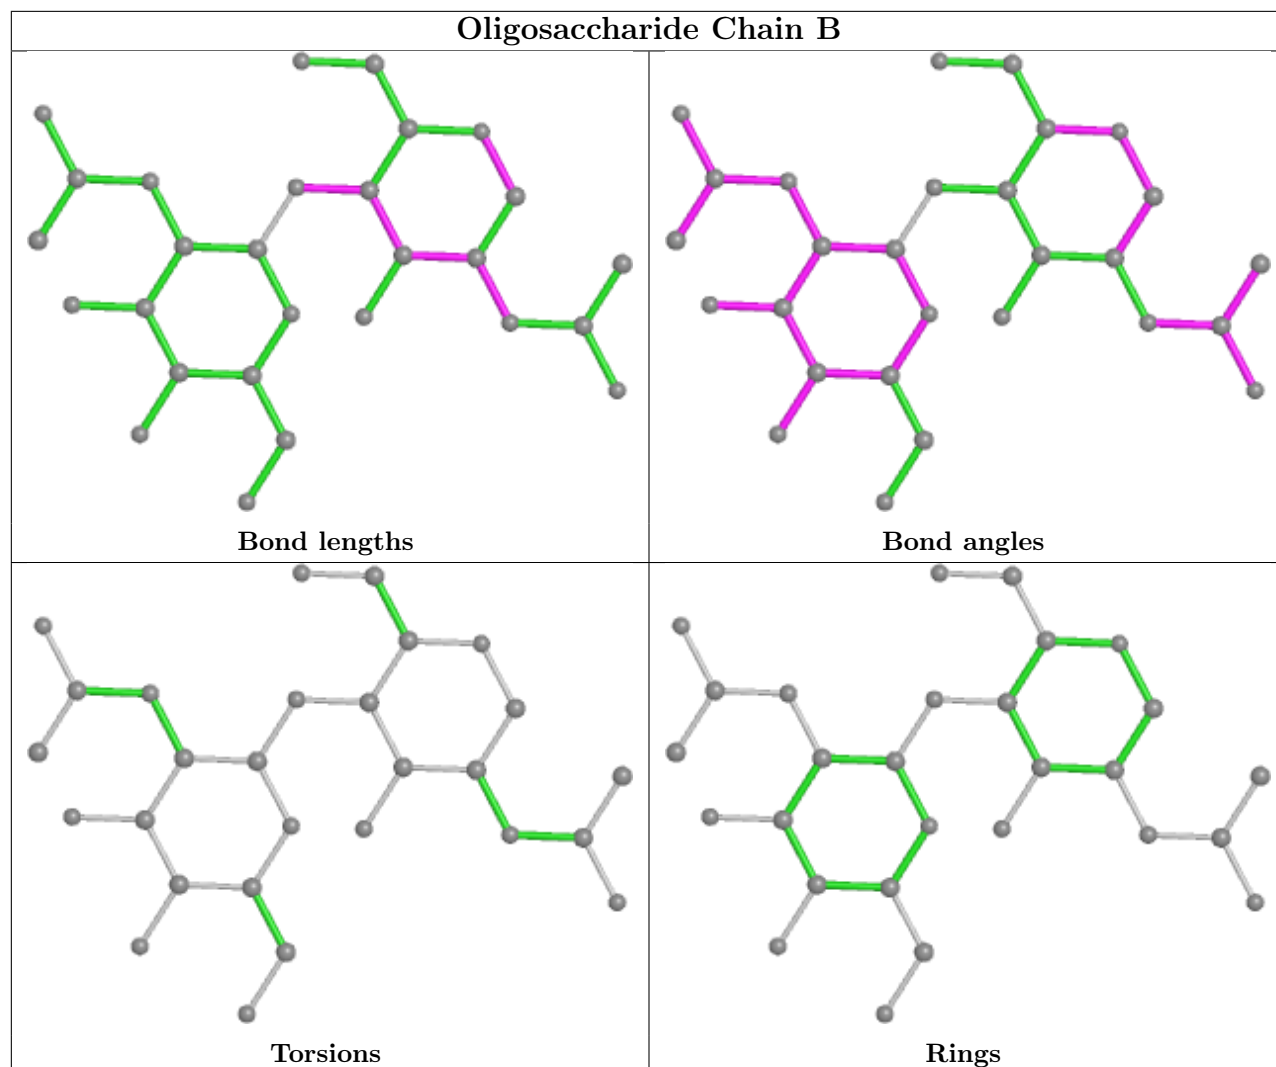 Oligosaccharide Chain B
Bond lengths
Bond angles
Torsions
Rings